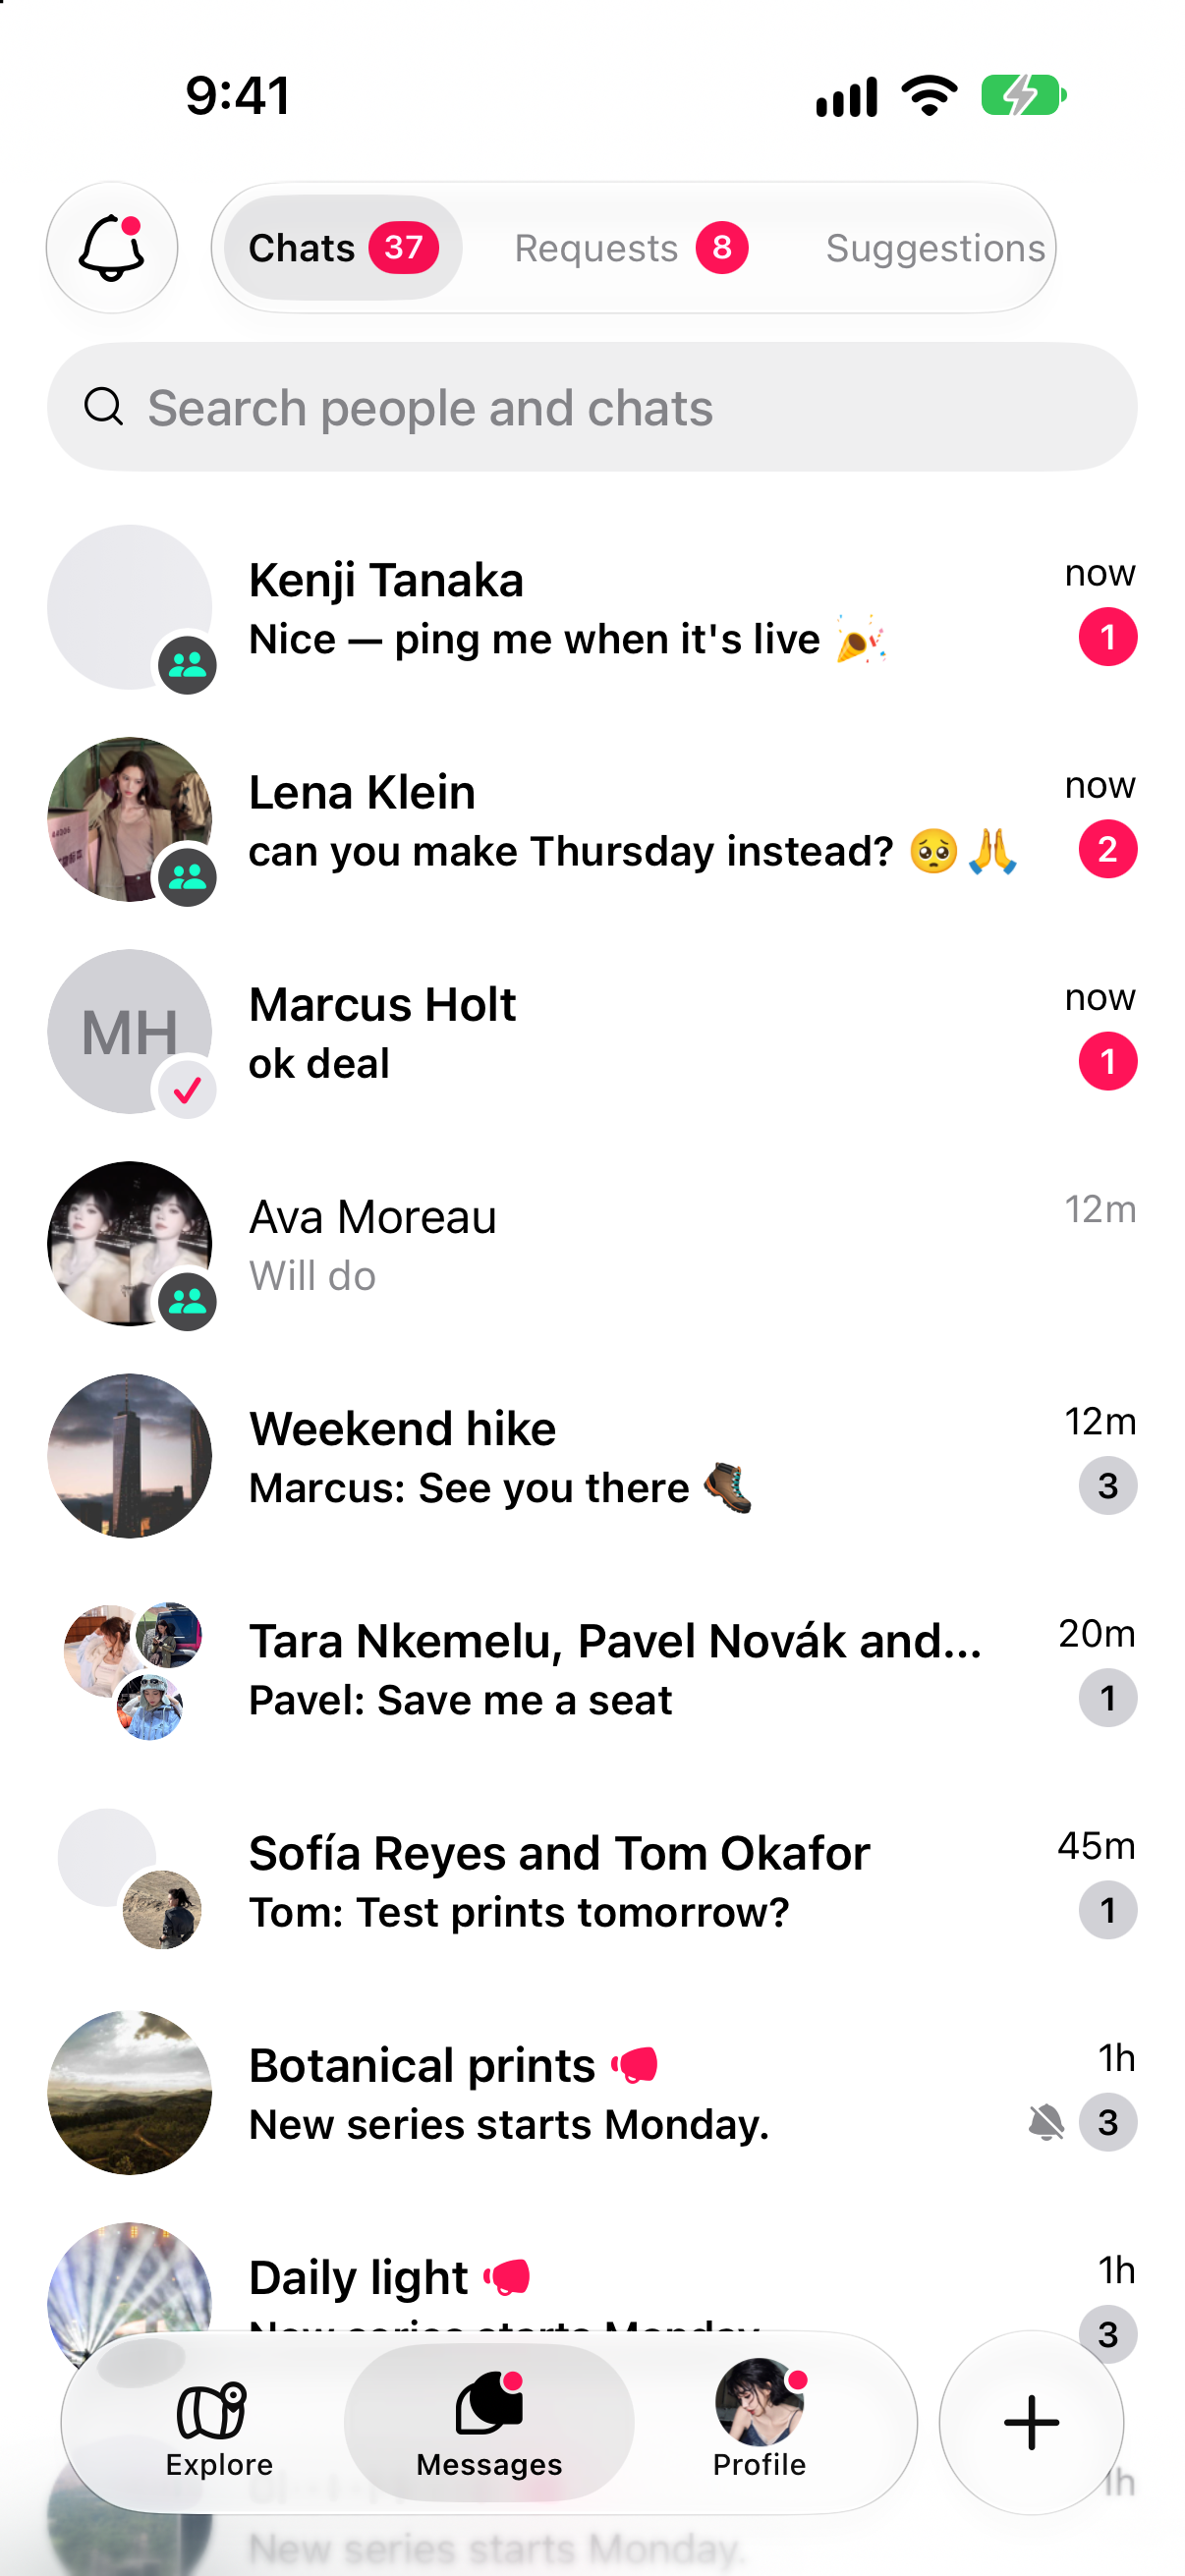 9:41
Chats 37 Requests 8 Suggestions
Search people and chats
Kenji Tanaka now
Nice — ping me when it's live 🎉 1
Lena Klein now
can you make Thursday instead? 🥺🙏 2
MH
Marcus Holt now
ok deal 1
Ava Moreau 12m
Will do
Weekend hike 12m
Marcus: See you there 🥾 3
Tara Nkemelu, Pavel Novák and... 20m
Pavel: Save me a seat 1
Sofía Reyes and Tom Okafor 45m
Tom: Test prints tomorrow? 1
Botanical prints 1h
New series starts Monday. 3
Daily light 1h
New series starts Monday. 3
Explore Messages Profile
1h
New series starts Monday.